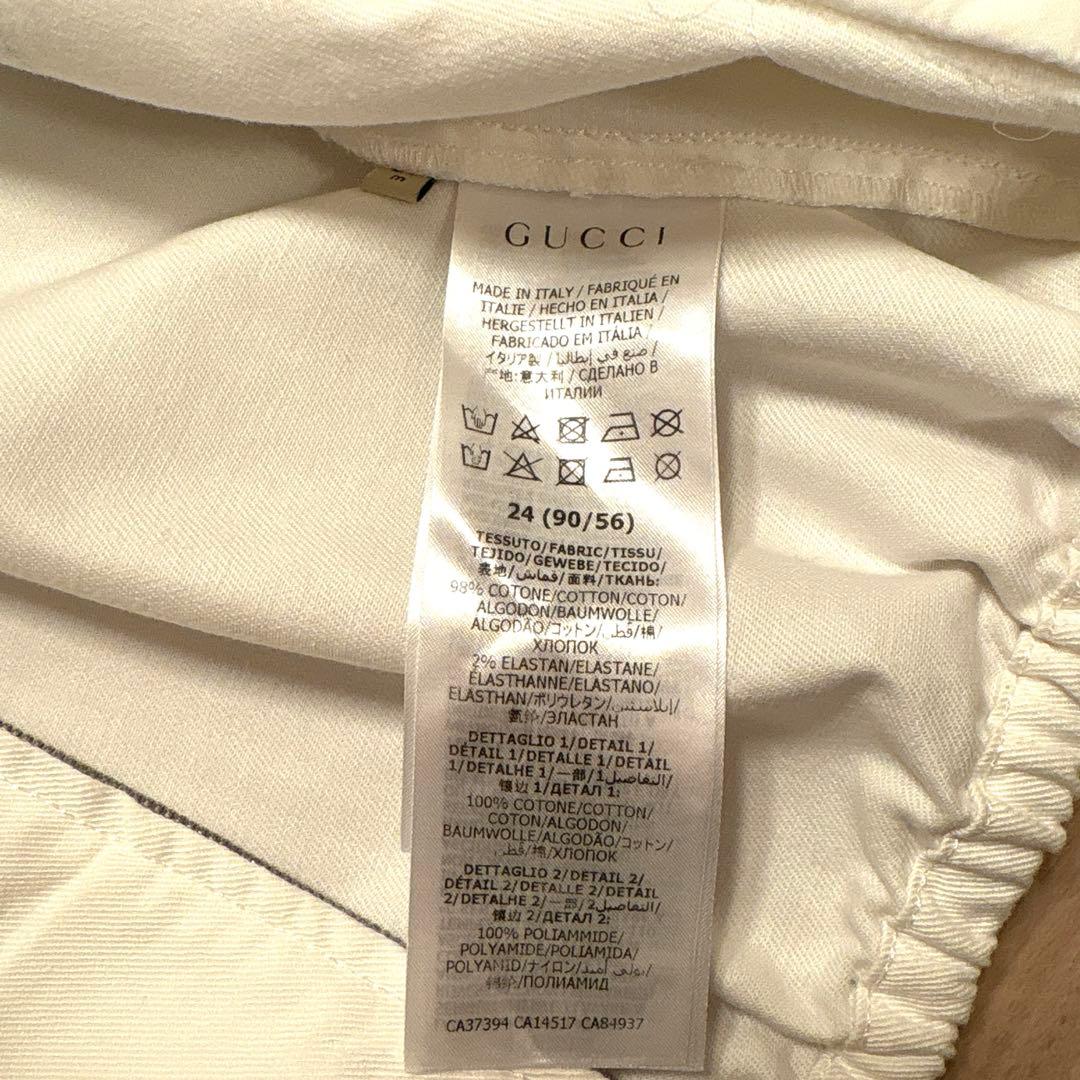 GUCCI
MADE IN ITALY / FABRIQUÉ EN
ITALIE / HECHO EN ITALIA /
HERGESTELLT IN ITALIEN /
FABRICADO EM ITÁLIA /
イタリア製 / صنع في إيطاليا /
地: 意大利 / СДЕЛАНО В
ИТАЛИИ
24 (90/56)
TESSUTO/FABRIC/TISSU/
TEJIDO/GEWEBE/TECIDO/
表地/قماش/面料/ТКАНЬ:
98% COTONE/COTTON/COTON/
ALGODON/BAUMWOLLE/
ALGODÃO/コットン/قطن/棉/
ХЛОПОК
2% ELASTAN/ELASTANE/
ÉLASTHANNE/ELASTANO/
ELASTHAN/ポリウレタン/إيلاستين/
氨纶/ЭЛАСТАН
DETTAGLIO 1/DETAIL 1/
DÉTAIL 1/DETALLE 1/DETAIL
1/DETALHE 1/一部/التفاصيل1/
镶边 1/ДЕТАЛ 1:
100% COTONE/COTTON/
COTON/ALGODON/
BAUMWOLLE/ALGODÃO/コットン/
قطن/棉/ХЛОПОК
DETTAGLIO 2/DETAIL 2/
DÉTAIL 2/DETALLE 2/DETAIL
2/DETALHE 2/一部/التفاصيل2/
镶边 2/ДЕТАЛ 2:
100% POLIAMMIDE/
POLYAMIDE/POLIAMIDA/
POLYAMID/ナイロン/بولي أميد/
锦纶/ПОЛИАМИД
CA37394 CA14517 CA84937